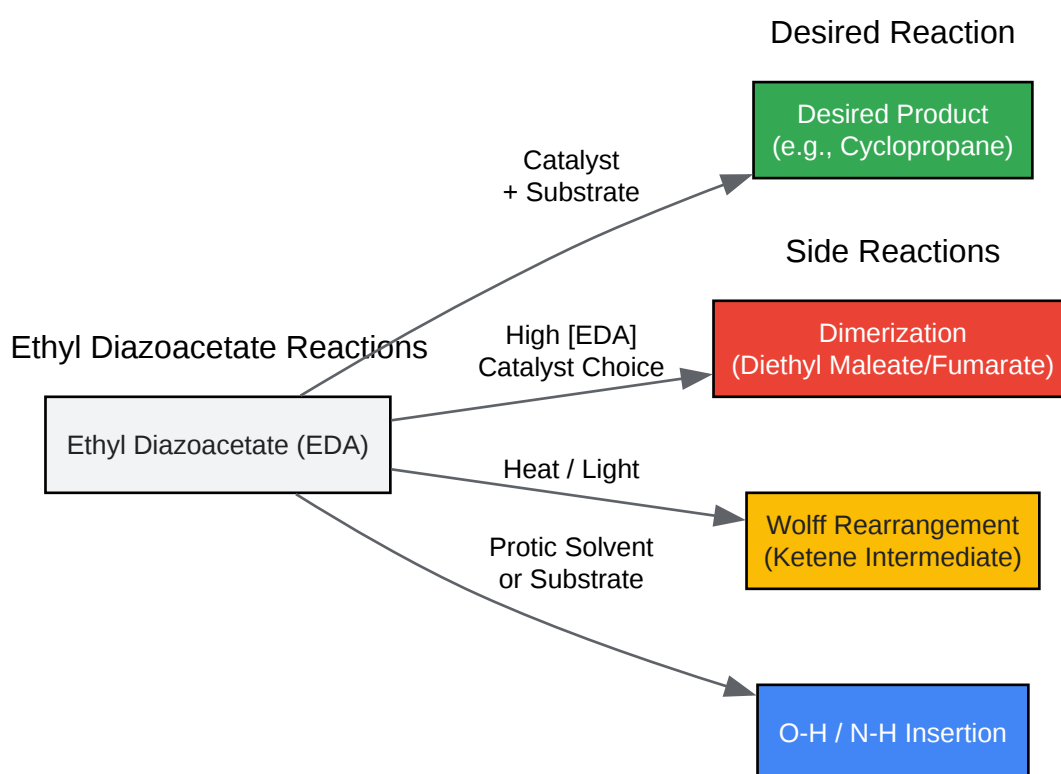 Desired Reaction
Desired Product
(e.g., Cyclopropane)
Catalyst
+ Substrate
Side Reactions
Dimerization
(Diethyl Maleate/Fumarate)
High [EDA]
Catalyst Choice
Ethyl Diazoacetate Reactions
Ethyl Diazoacetate (EDA)
Heat / Light
Wolff Rearrangement
(Ketene Intermediate)
Protic Solvent
or Substrate
O-H / N-H Insertion